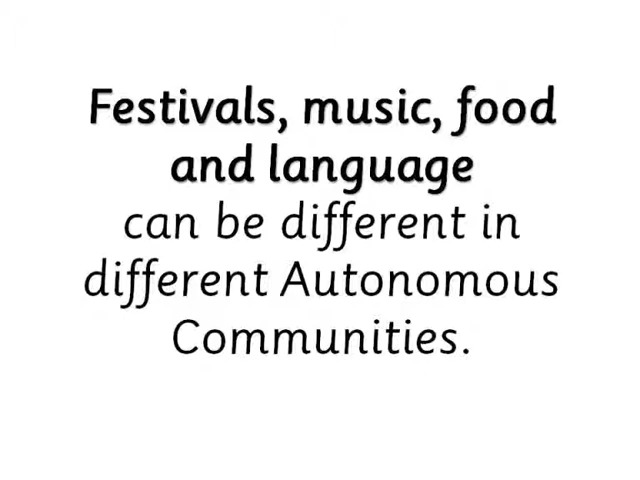 Festivals, music, food
and language
can be different in
different Autonomous
Communities.